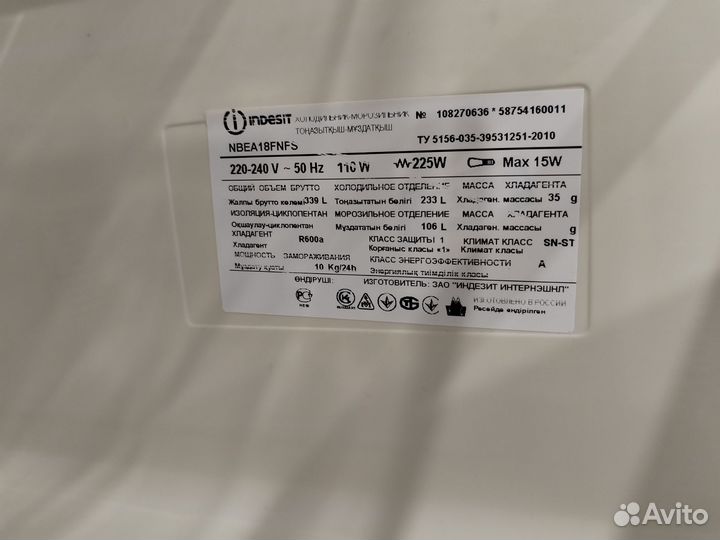 indesit ХОЛОДИЛЬНИК-МОРОЗИЛЬНИК № 108270636 * 58754160011
ТОҢАЗЫТҚЫШ-МҰЗДАТҚЫШ
NBEA18FNFS ТУ 5156-035-39531251-2010
220-240 V ~ 50 Hz 110 W 225W Max 15W
ОБЩИЙ ОБЪЕМ БРУТТО ХОЛОДИЛЬНОЕ ОТДЕЛЕНИЕ МАССА ХЛАДАГЕНТА
Жалпы брутто көлемі 339 L Тоңазытатын бөлігі 233 L Хладаген. массасы 35 g
ИЗОЛЯЦИЯ-ЦИКЛОПЕНТАН МОРОЗИЛЬНОЕ ОТДЕЛЕНИЕ МАССА ХЛАДАГЕНТА
Оқшаулау-циклопентан Мұздататын бөлігі 106 L Хладаген. массасы g
ХЛАДАГЕНТ R600a КЛАСС ЗАЩИТЫ 1 КЛИМАТ КЛАСС SN-ST
Хладагент Қорғаныс класы «1» Климат класы
МОЩНОСТЬ ЗАМОРАЖИВАНИЯ КЛАСС ЭНЕРГОЭФФЕКТИВНОСТИ A
Мұздату қуаты 10 Kg/24h Энергиялық тиімділік класы
ӨНДІРУШІ: ИЗГОТОВИТЕЛЬ: ЗАО "ИНДЕЗИТ ИНТЕРНЭШНЛ"
ИЗГОТОВЛЕНО В РОССИИ
Ресейде өндірілген
Avito